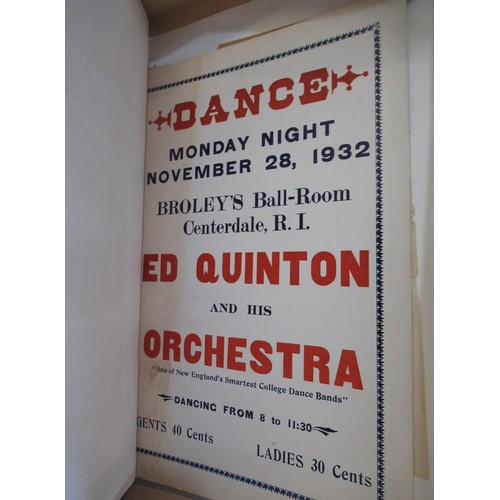 DANCE
MONDAY NIGHT
NOVEMBER 28, 1932
BROLEY'S Ball-Room
Centerdale, R. I.
ED QUINTON
AND HIS
ORCHESTRA
"One of New England's Smartest College Dance Bands"
DANCING FROM 8 to 11:30
GENTS 40 Cents
LADIES 30 Cents